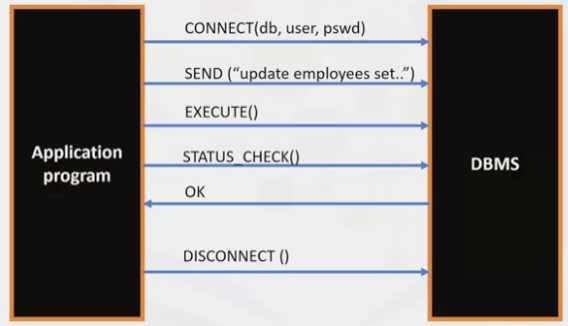 CONNECT(db, user, pswd)
SEND (“update employees set..”)
EXECUTE()
Application
program
STATUS_CHECK()
DBMS
OK
DISCONNECT ()